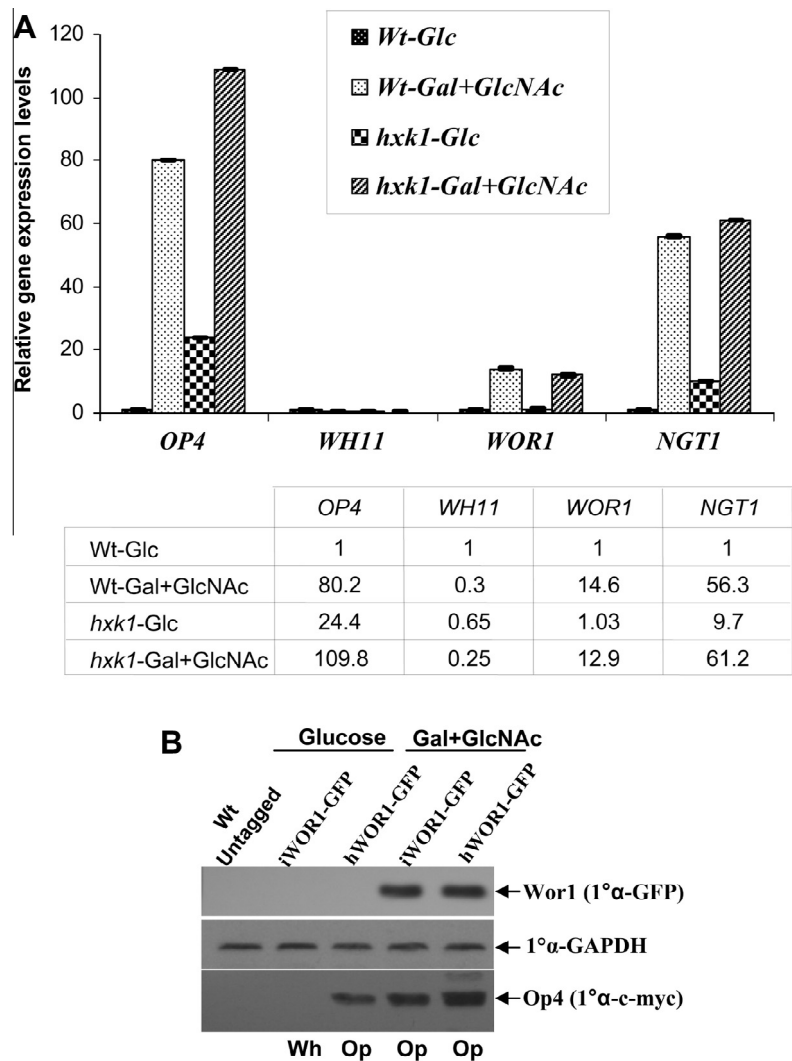 A
Relative gene expression levels
120
100
80
60
40
20
0
Wt-Glc
Wt-Gal+GlcNAc
hxk1-Glc
hxk1-Gal+GlcNAc
OP4 WH11 WOR1 NGT1
OP4 WH11 WOR1 NGT1
Wt-Glc 1 1 1 1
Wt-Gal+GlcNAc 80.2 0.3 14.6 56.3
hxk1-Glc 24.4 0.65 1.03 9.7
hxk1-Gal+GlcNAc 109.8 0.25 12.9 61.2
B
Glucose Gal+GlcNAc
Wt
Untagged
iWOR1-GFP
hWOR1-GFP
iWOR1-GFP
hWOR1-GFP
Wor1 (1°α-GFP)
1°α-GAPDH
Op4 (1°α-c-myc)
Wh Op Op Op